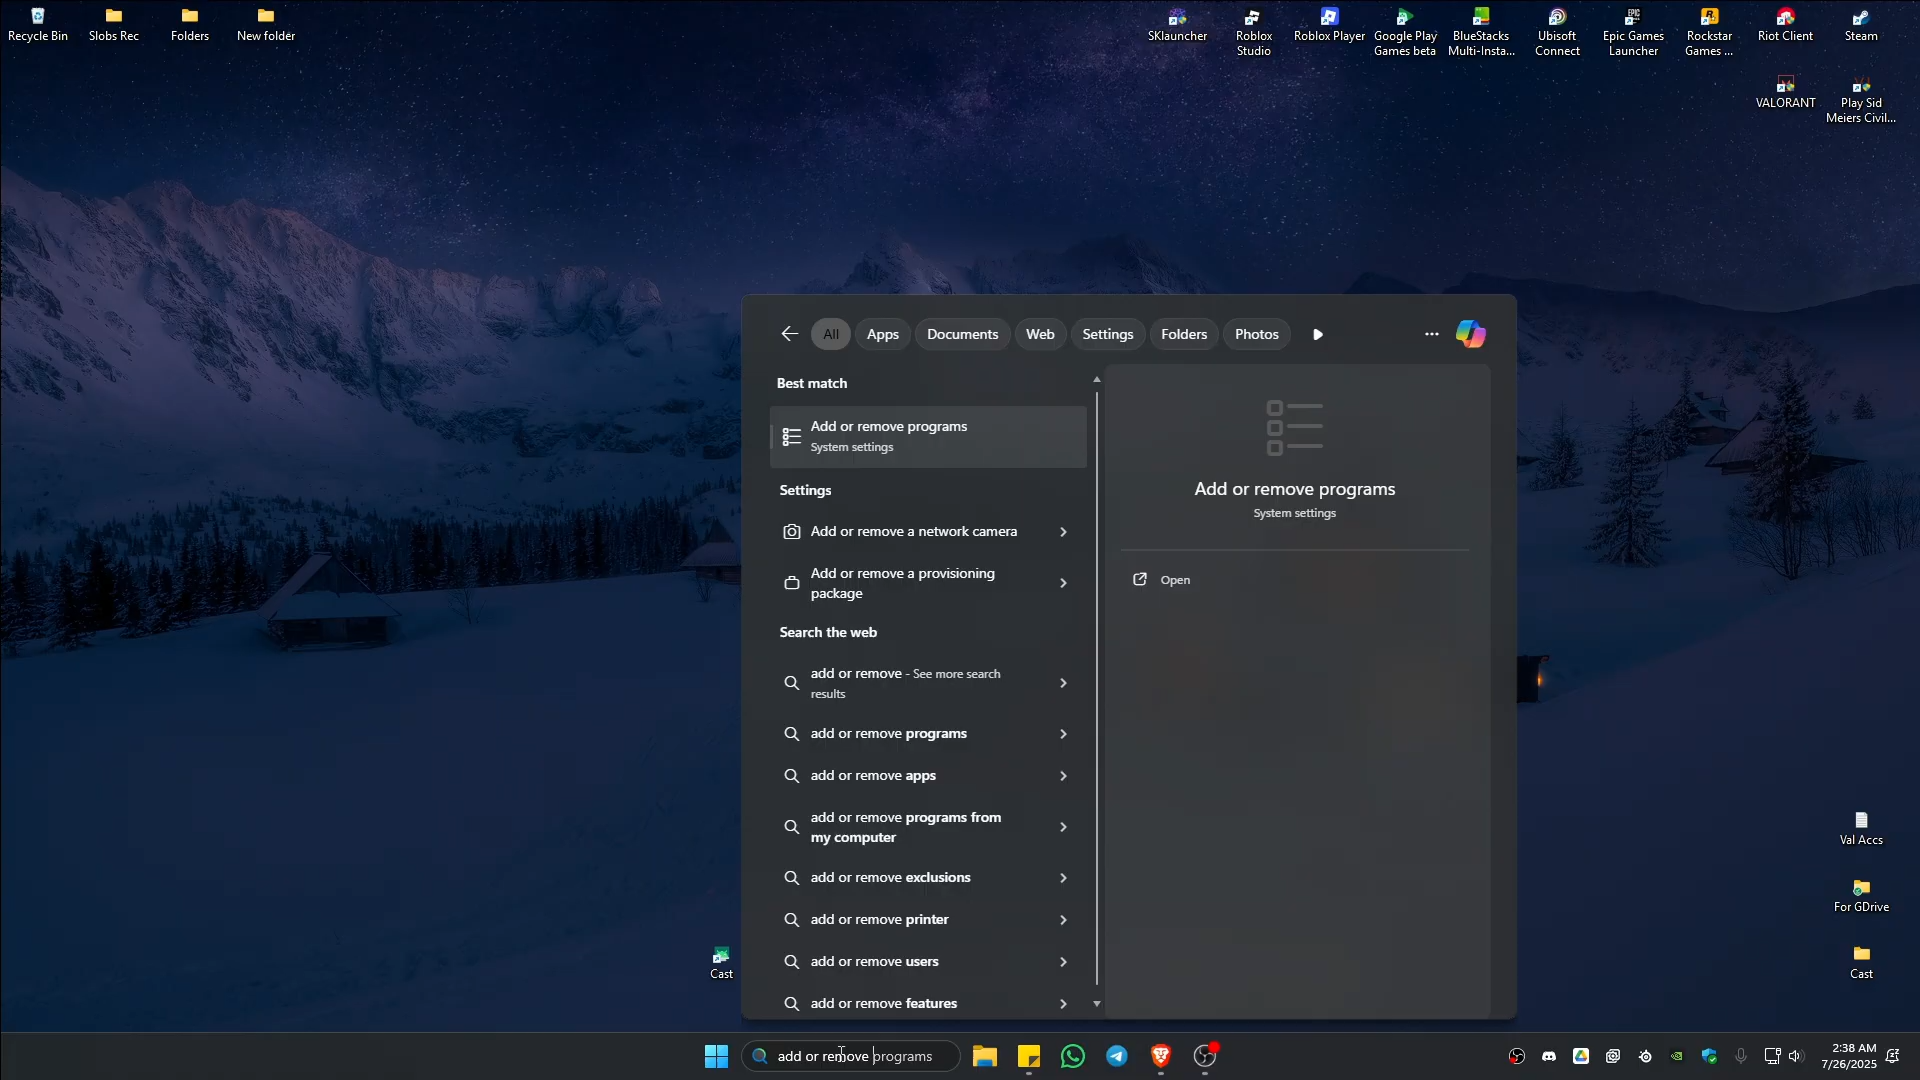 Recycle Bin
Slobs Rec
Folders
New folder
SKlauncher
Roblox
Studio
Roblox Player
Google Play
Games beta
BlueStacks
Multi-Insta...
Ubisoft
Connect
Epic Games
Launcher
Rockstar
Games ...
Riot Client
Steam
VALORANT
Play Sid
Meiers Civil...
All
Apps
Documents
Web
Settings
Folders
Photos
Best match
Add or remove programs
System settings
Settings
Add or remove a network camera
Add or remove a provisioning
package
Search the web
add or remove - See more search
results
add or remove programs
add or remove apps
add or remove programs from
my computer
add or remove exclusions
add or remove printer
add or remove users
add or remove features
Add or remove programs
System settings
Open
Val Accs
For GDrive
Cast
Cast
add or remove programs
2:38 AM
7/26/2025